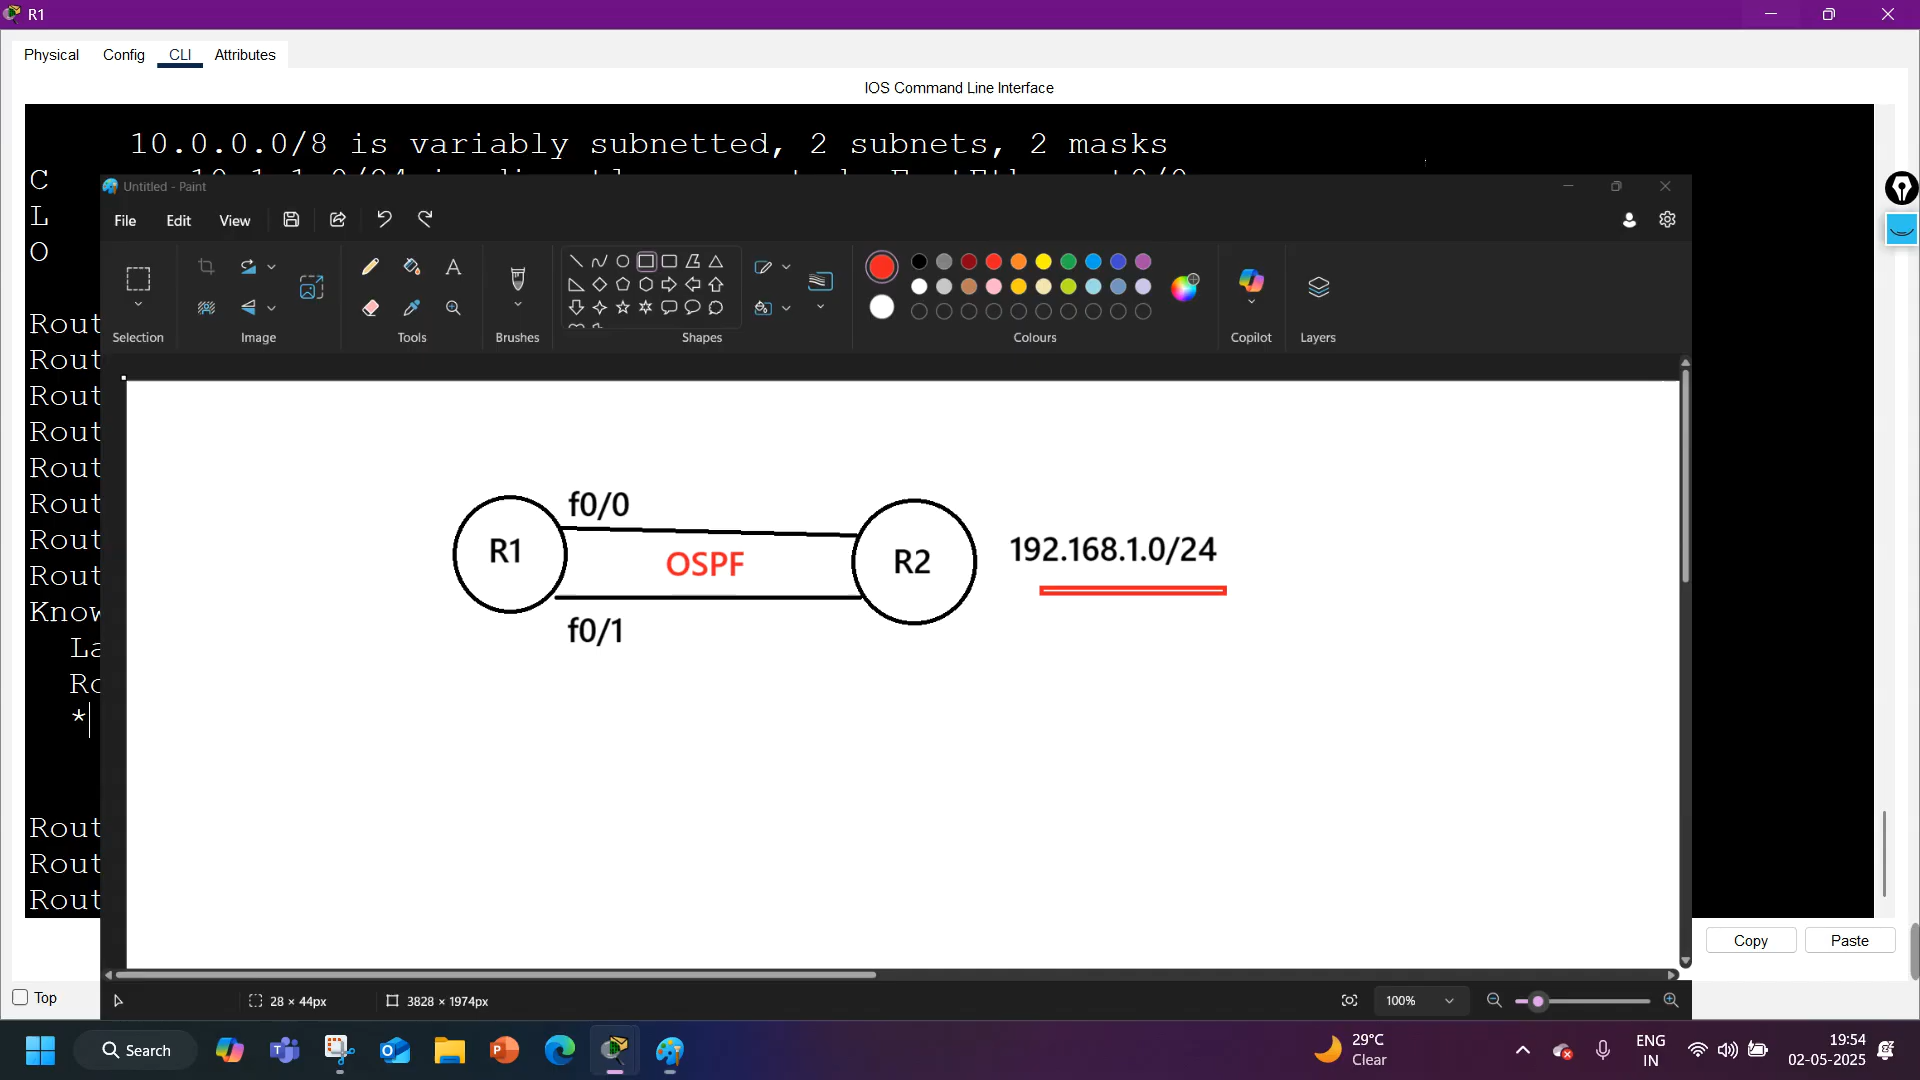 R1
Physical Config CLI Attributes
IOS Command Line Interface
10.0.0.0/8 is variably subnetted, 2 subnets, 2 masks
C
L
O
Untitled - Paint
File Edit View
Selection Image Tools Brushes Shapes Colours Copilot Layers
Rout
Rout
Rout
Rout
Rout
Rout
Rout
Rout
Know
La
Ro
*
Rout
Rout
Rout
f0/0
R1 OSPF R2 192.168.1.0/24
f0/1
Copy Paste
Top
28 × 44px 3828 × 1974px 100%
Search
29°C
Clear
ENG
IN
19:54
02-05-2025